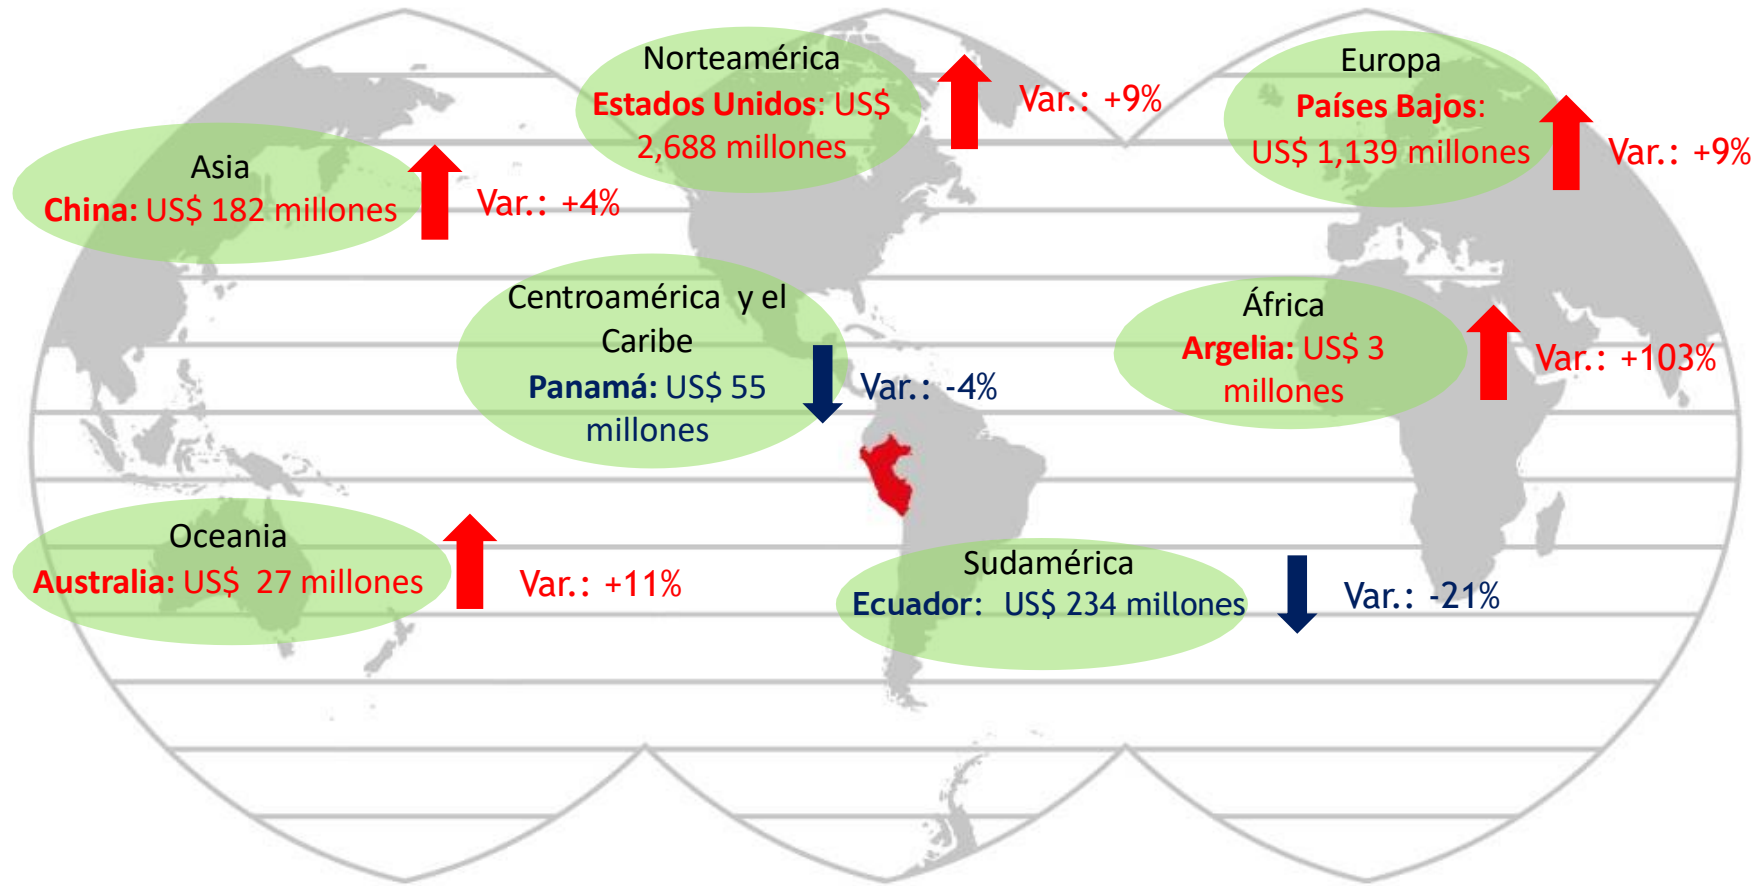 Norteamérica
Estados Unidos: US$
2,688 millones
Var.: +9%
Europa
Países Bajos:
US$ 1,139 millones
Var.: +9%
Asia
China: US$ 182 millones
Var.: +4%
Centroamérica y el
Caribe
Panamá: US$ 55
millones
Var.: -4%
África
Argelia: US$ 3
millones
Var.: +103%
Oceania
Australia: US$ 27 millones
Var.: +11%
Sudamérica
Ecuador: US$ 234 millones
Var.: -21%